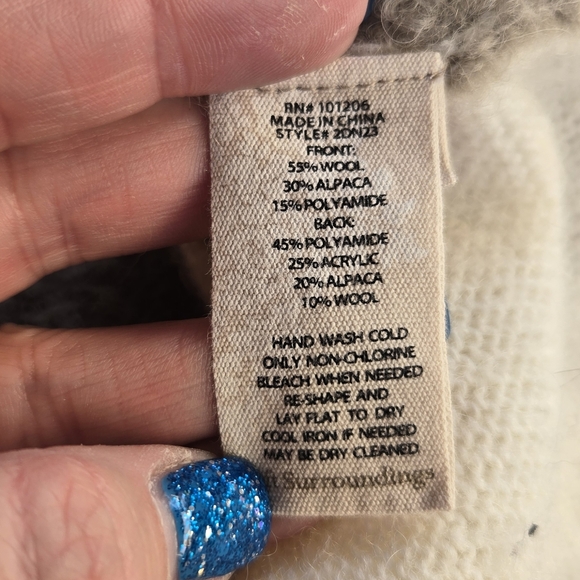 RN# 101206
MADE IN CHINA
STYLE# 2DN23
FRONT:
55% WOOL
30% ALPACA
15% POLYAMIDE
BACK:
45% POLYAMIDE
25% ACRYLIC
20% ALPACA
10% WOOL
HAND WASH COLD
ONLY NON-CHLORINE
BLEACH WHEN NEEDED
RE-SHAPE AND
LAY FLAT TO DRY
COOL IRON IF NEEDED
MAY BE DRY CLEANED
Surroundings